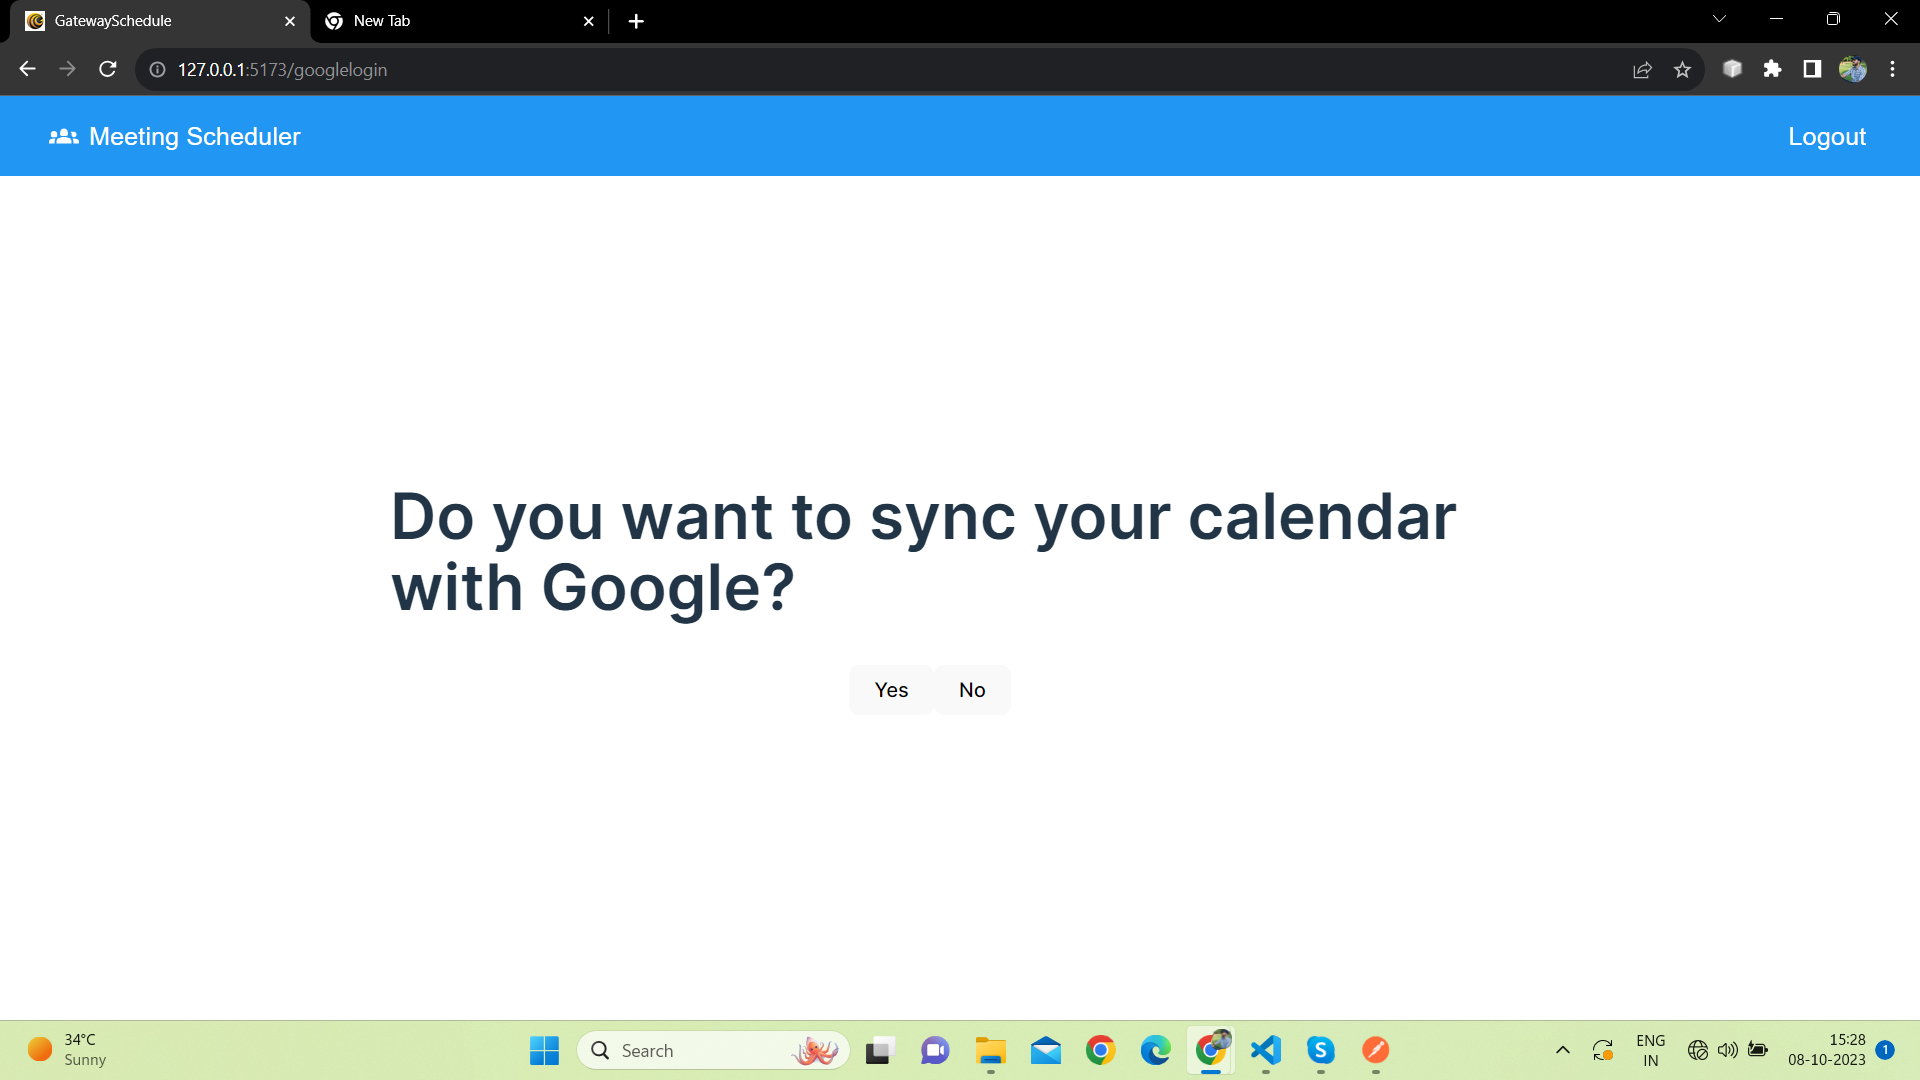 GatewaySchedule
New Tab
127.0.0.1:5173/googlelogin
Meeting Scheduler
Logout
Do you want to sync your calendar
with Google?
Yes
No
34°C
Sunny
Search
ENG
IN
15:28
08-10-2023
1